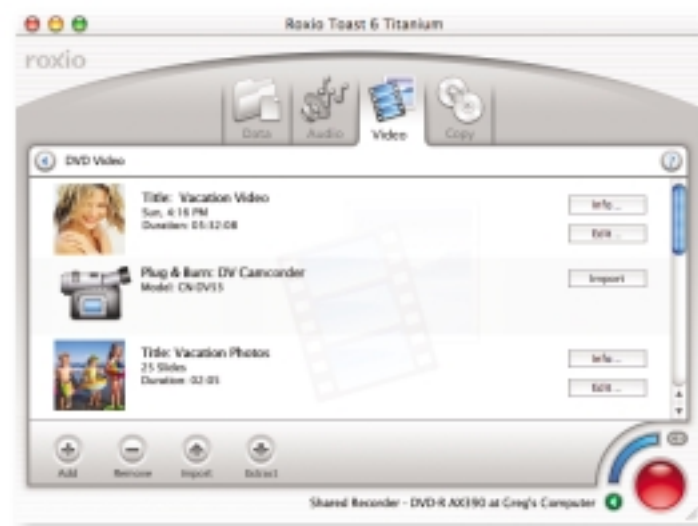 Roxio Toast 6 Titanium
roxio
Data Audio Video Copy
DVD Video
Title: Vacation Video
Sun, 4:16 PM
Duration: 03:32:08
Info...
Edit...
Plug & Burn: DV Camcorder
Model: CN-DV33
Import
Title: Vacation Photos
25 Slides
Duration: 02:05
Info...
Edit...
Add Remove Import Extract
Shared Recorder - DVD-R AX390 at Greg's Computer